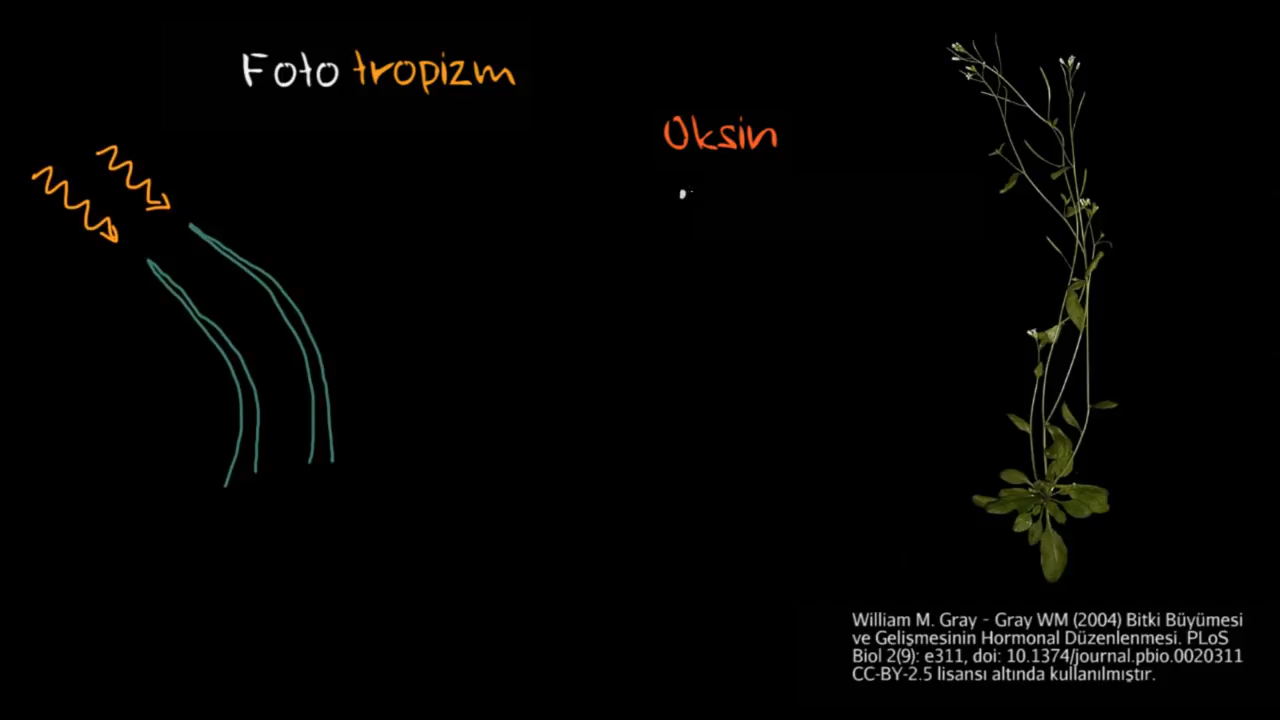 Foto tropizm
Oksin
William M. Gray - Gray WM (2004) Bitki Büyümesi
ve Gelişmesinin Hormonal Düzenlenmesi. PLoS
Biol 2(9): e311, doi: 10.1374/journal.pbio.0020311
CC-BY-2.5 lisansı altında kullanılmıştır.